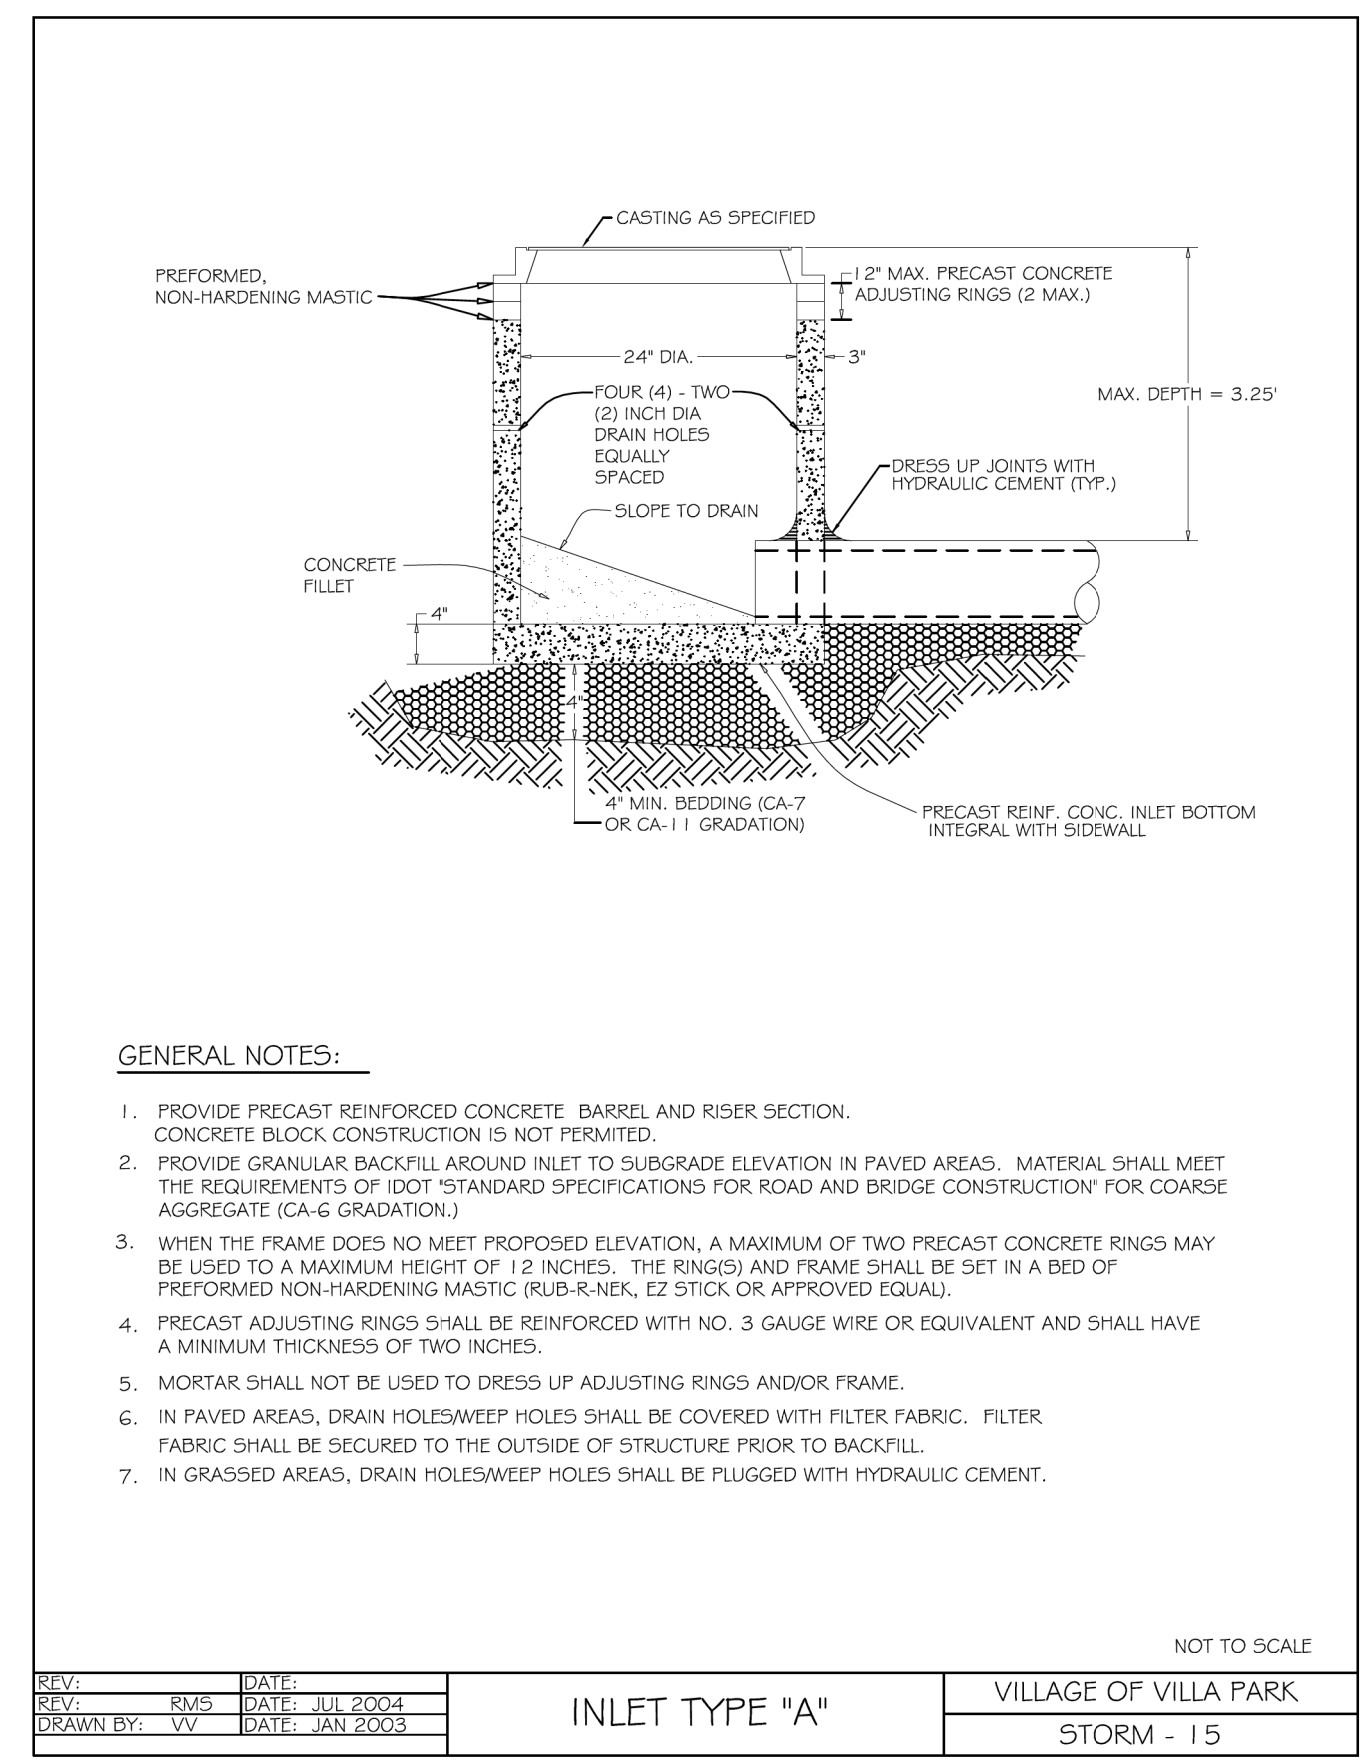 CASTING AS SPECIFIED
PREFORMED,
NON-HARDENING MASTIC
12" MAX. PRECAST CONCRETE
ADJUSTING RINGS (2 MAX.)
24" DIA.
3"
FOUR (4) - TWO
(2) INCH DIA
DRAIN HOLES
EQUALLY
SPACED
MAX. DEPTH = 3.25'
DRESS UP JOINTS WITH
HYDRAULIC CEMENT (TYP.)
SLOPE TO DRAIN
CONCRETE
FILLET
4"
4"
4" MIN. BEDDING (CA-7
OR CA-11 GRADATION)
PRECAST REINF. CONC. INLET BOTTOM
INTEGRAL WITH SIDEWALL
GENERAL NOTES:
1. PROVIDE PRECAST REINFORCED CONCRETE BARREL AND RISER SECTION.
CONCRETE BLOCK CONSTRUCTION IS NOT PERMITED.
2. PROVIDE GRANULAR BACKFILL AROUND INLET TO SUBGRADE ELEVATION IN PAVED AREAS. MATERIAL SHALL MEET
THE REQUIREMENTS OF IDOT "STANDARD SPECIFICATIONS FOR ROAD AND BRIDGE CONSTRUCTION" FOR COARSE
AGGREGATE (CA-6 GRADATION.)
3. WHEN THE FRAME DOES NO MEET PROPOSED ELEVATION, A MAXIMUM OF TWO PRECAST CONCRETE RINGS MAY
BE USED TO A MAXIMUM HEIGHT OF 12 INCHES. THE RING(S) AND FRAME SHALL BE SET IN A BED OF
PREFORMED NON-HARDENING MASTIC (RUB-R-NEK, EZ STICK OR APPROVED EQUAL).
4. PRECAST ADJUSTING RINGS SHALL BE REINFORCED WITH NO. 3 GAUGE WIRE OR EQUIVALENT AND SHALL HAVE
A MINIMUM THICKNESS OF TWO INCHES.
5. MORTAR SHALL NOT BE USED TO DRESS UP ADJUSTING RINGS AND/OR FRAME.
6. IN PAVED AREAS, DRAIN HOLES/WEEP HOLES SHALL BE COVERED WITH FILTER FABRIC. FILTER
FABRIC SHALL BE SECURED TO THE OUTSIDE OF STRUCTURE PRIOR TO BACKFILL.
7. IN GRASSED AREAS, DRAIN HOLES/WEEP HOLES SHALL BE PLUGGED WITH HYDRAULIC CEMENT.
NOT TO SCALE
REV: DATE:
REV: RMS DATE: JUL 2004
DRAWN BY: VV DATE: JAN 2003
INLET TYPE "A"
VILLAGE OF VILLA PARK
STORM - 15